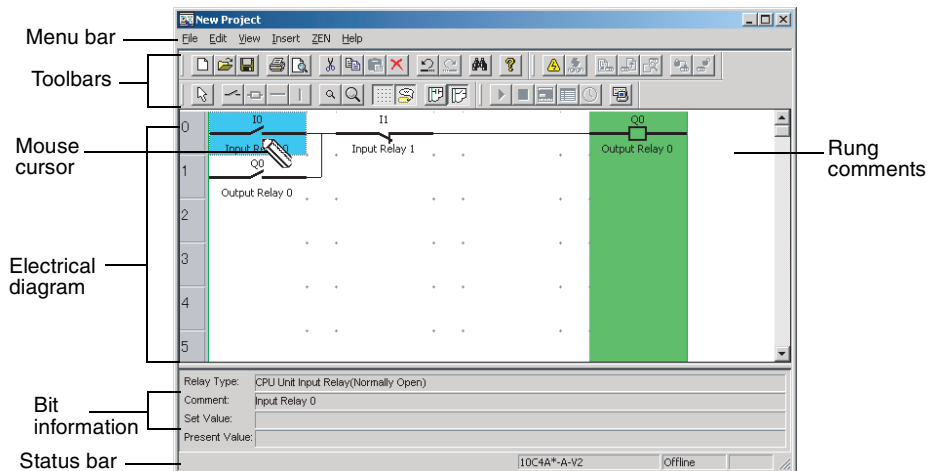 New Project
Menu bar
File Edit View Insert ZEN Help
Toolbars
Electrical diagram
Mouse cursor
0
I0
Input Relay 0
I1
Input Relay 1
Q0
Output Relay 0
Rung comments
1
Q0
Output Relay 0
2
3
4
5
Bit information
Relay Type: CPU Unit Input Relay(Normally Open)
Comment: Input Relay 0
Set Value:
Present Value:
Status bar
10C4A*-A-V2 Offline